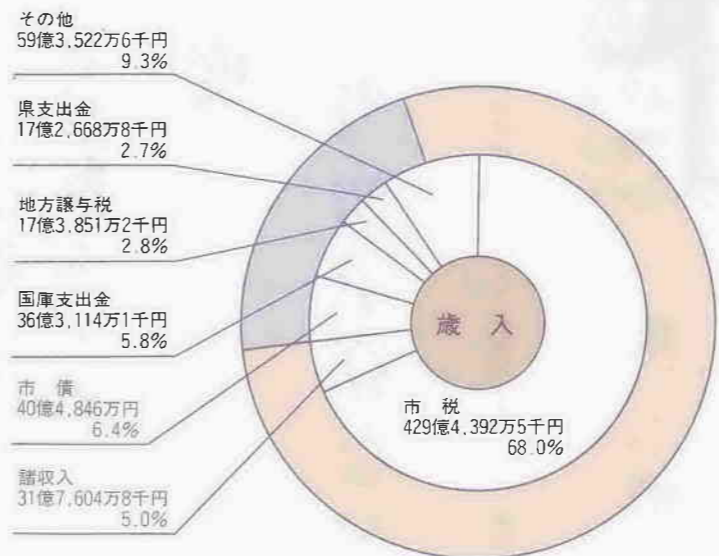 その他
59億3,522万6千円
9.3%
県支出金
17億2,668万8千円
2.7%
地方譲与税
17億3,851万2千円
2.8%
国庫支出金
36億3,114万1千円
5.8%
市 債
40億4,846万円
6.4%
諸収入
31億7,604万8千円
5.0%
歳 入
市 税
429億4,392万5千円
68.0%